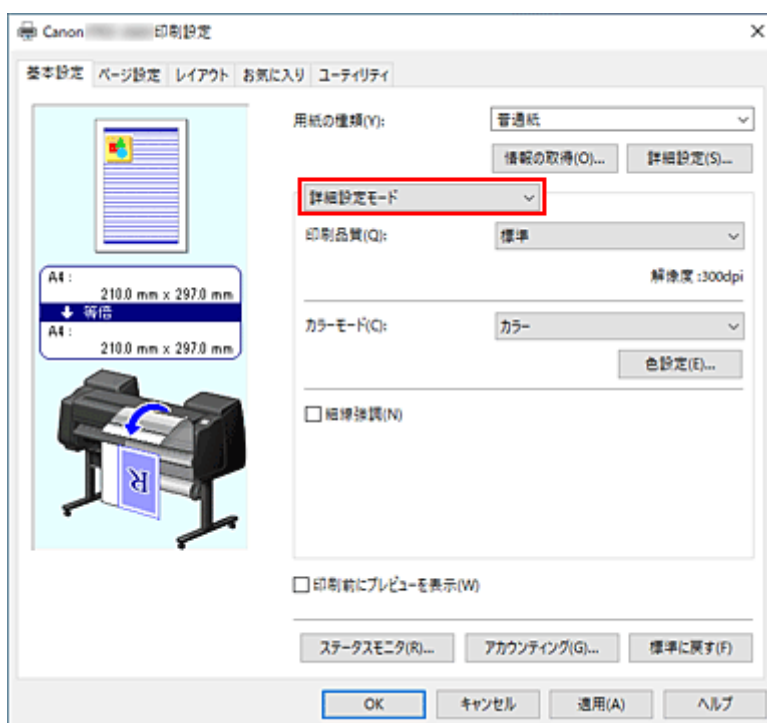 Canon 印刷設定
基本設定 ページ設定 レイアウト お気に入り ユーティリティ
用紙の種類(Y): 普通紙
情報の取得(O)... 詳細設定(S)...
詳細設定モード
印刷品質(Q): 標準
解像度 :300dpi
A4 :
210.0 mm x 297.0 mm
等倍
A4 :
210.0 mm x 297.0 mm
カラーモード(C): カラー
色設定(E)...
細線強調(N)
R
印刷前にプレビューを表示(W)
ステータスモニタ(R)... アカウンティング(G)... 標準に戻す(F)
OK キャンセル 適用(A) ヘルプ